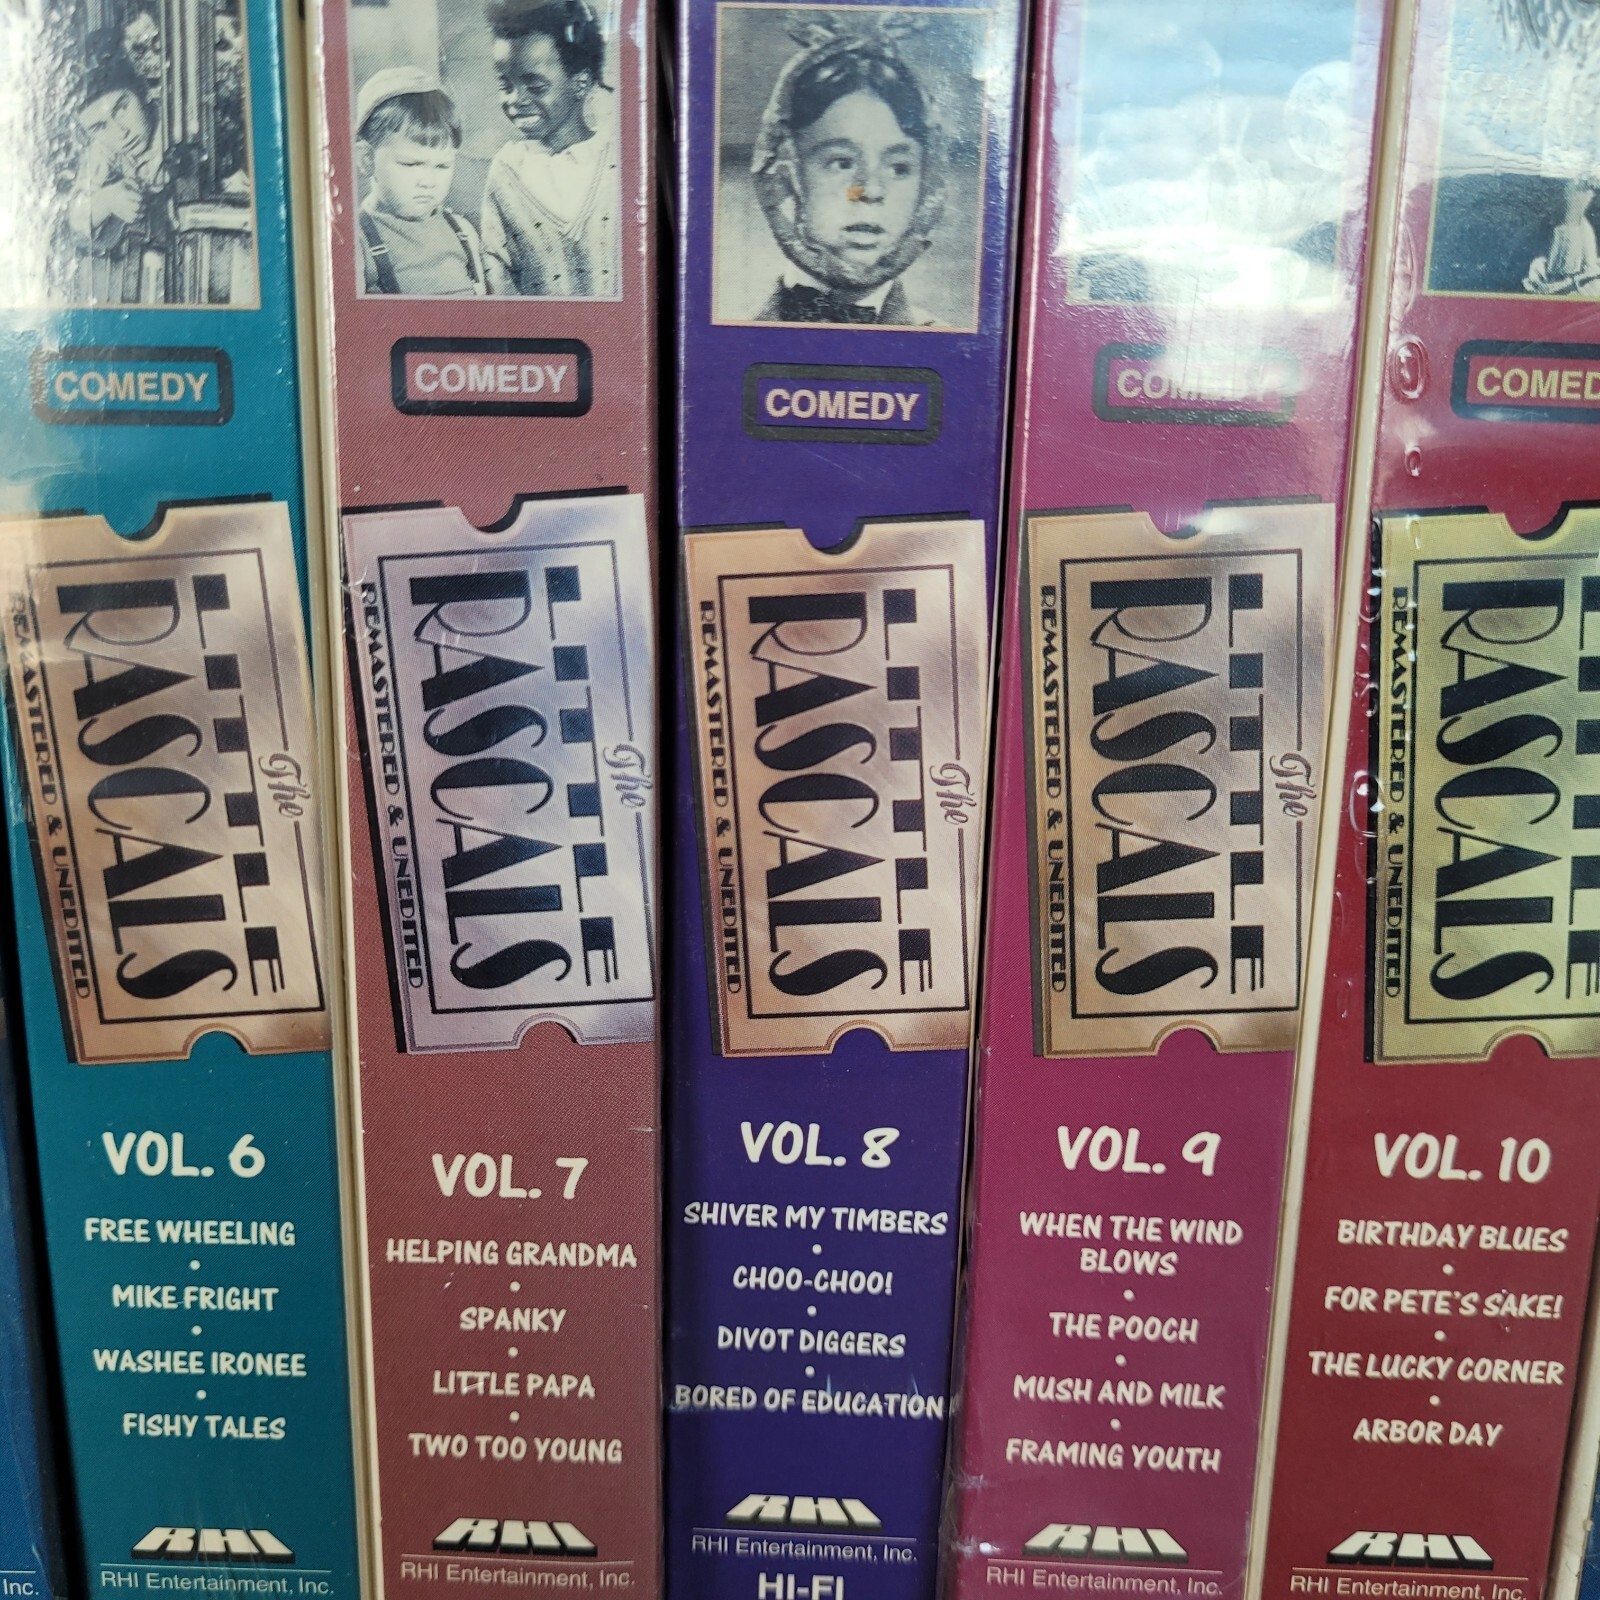 COMEDY
The
LITTLE
RASCALS
REMASTERED & UNEDITED
VOL. 6
FREE WHEELING
•
MIKE FRIGHT
•
WASHEE IRONEE
•
FISHY TALES
RHI
RHI Entertainment, Inc.
COMEDY
The
LITTLE
RASCALS
REMASTERED & UNEDITED
VOL. 7
HELPING GRANDMA
•
SPANKY
•
LITTLE PAPA
•
TWO TOO YOUNG
RHI
RHI Entertainment, Inc.
COMEDY
The
LITTLE
RASCALS
REMASTERED & UNEDITED
VOL. 8
SHIVER MY TIMBERS
•
CHOO-CHOO!
•
DIVOT DIGGERS
•
BORED OF EDUCATION
RHI
RHI Entertainment, Inc.
HI-FI
COMEDY
The
LITTLE
RASCALS
REMASTERED & UNEDITED
VOL. 9
WHEN THE WIND
BLOWS
•
THE POOCH
•
MUSH AND MILK
•
FRAMING YOUTH
RHI
RHI Entertainment, Inc.
COMED
LITTLE
RASCALS
REMASTERED & UNEDITED
VOL. 10
BIRTHDAY BLUES
•
FOR PETE'S SAKE!
•
THE LUCKY CORNER
•
ARBOR DAY
RHI
RHI Entertainment, Inc.
Inc.